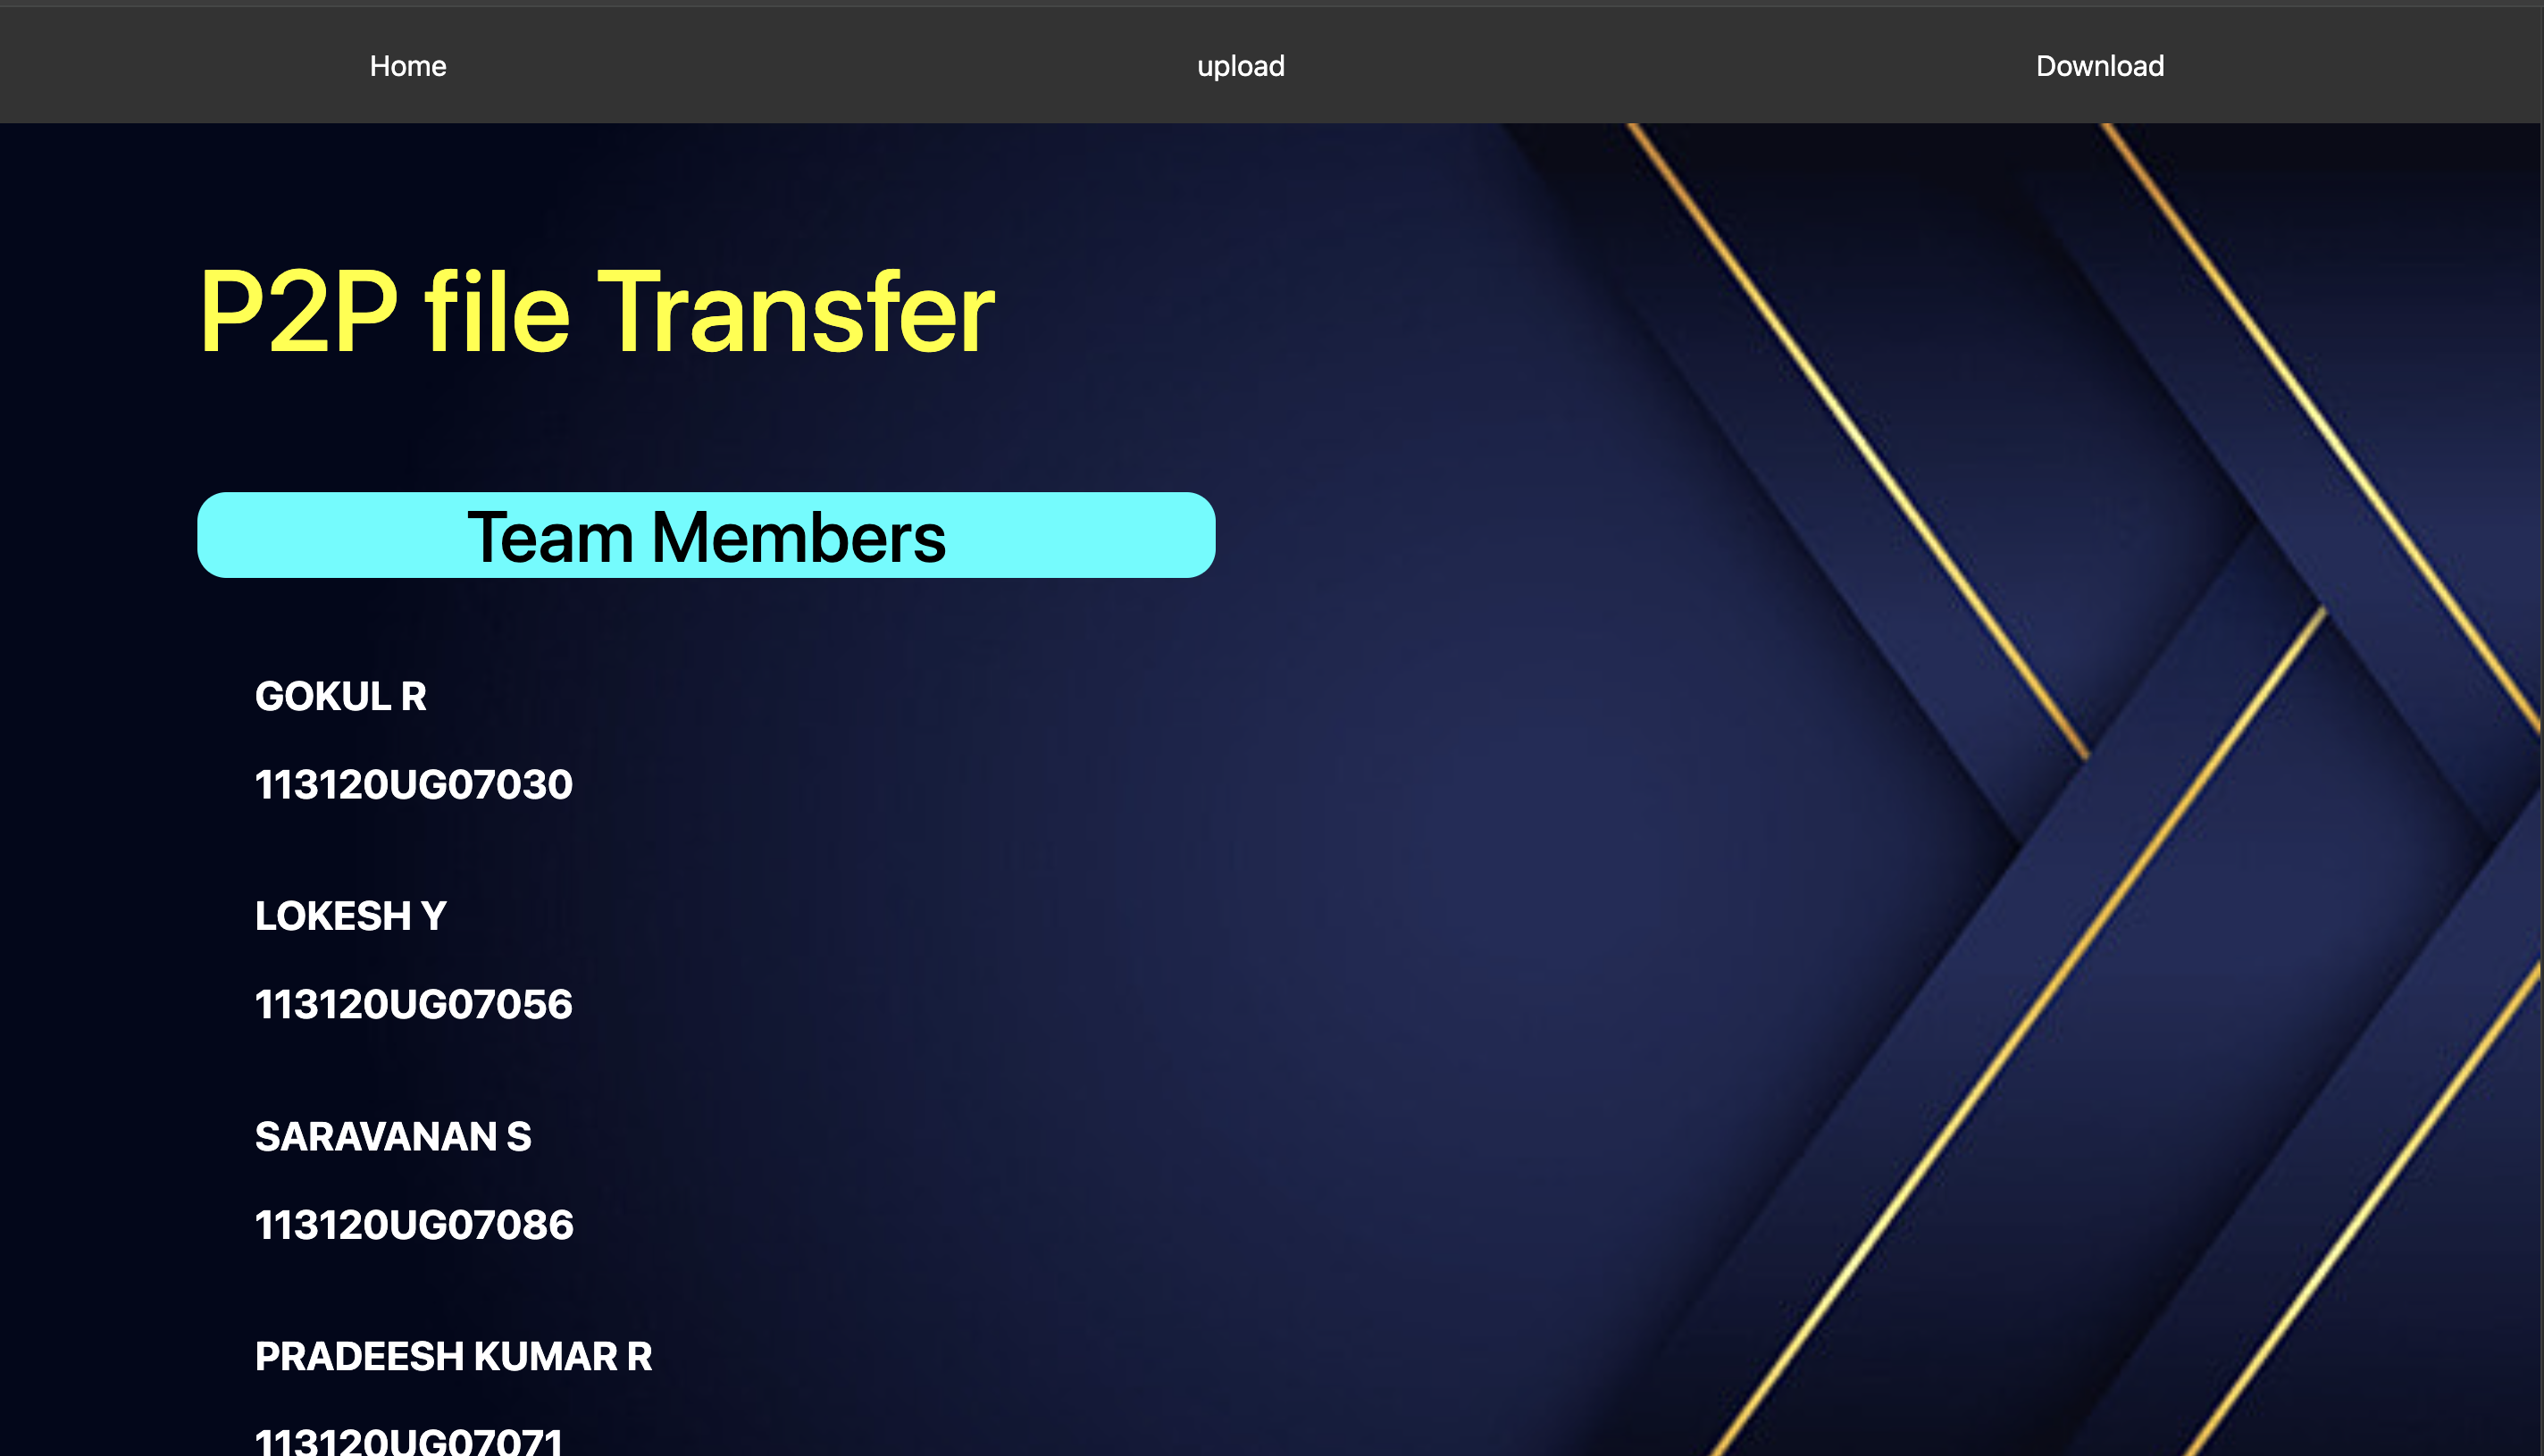 Home upload Download
P2P file Transfer
Team Members
GOKUL R
113120UG07030
LOKESH Y
113120UG07056
SARAVANAN S
113120UG07086
PRADEESH KUMAR R
113120UG07071